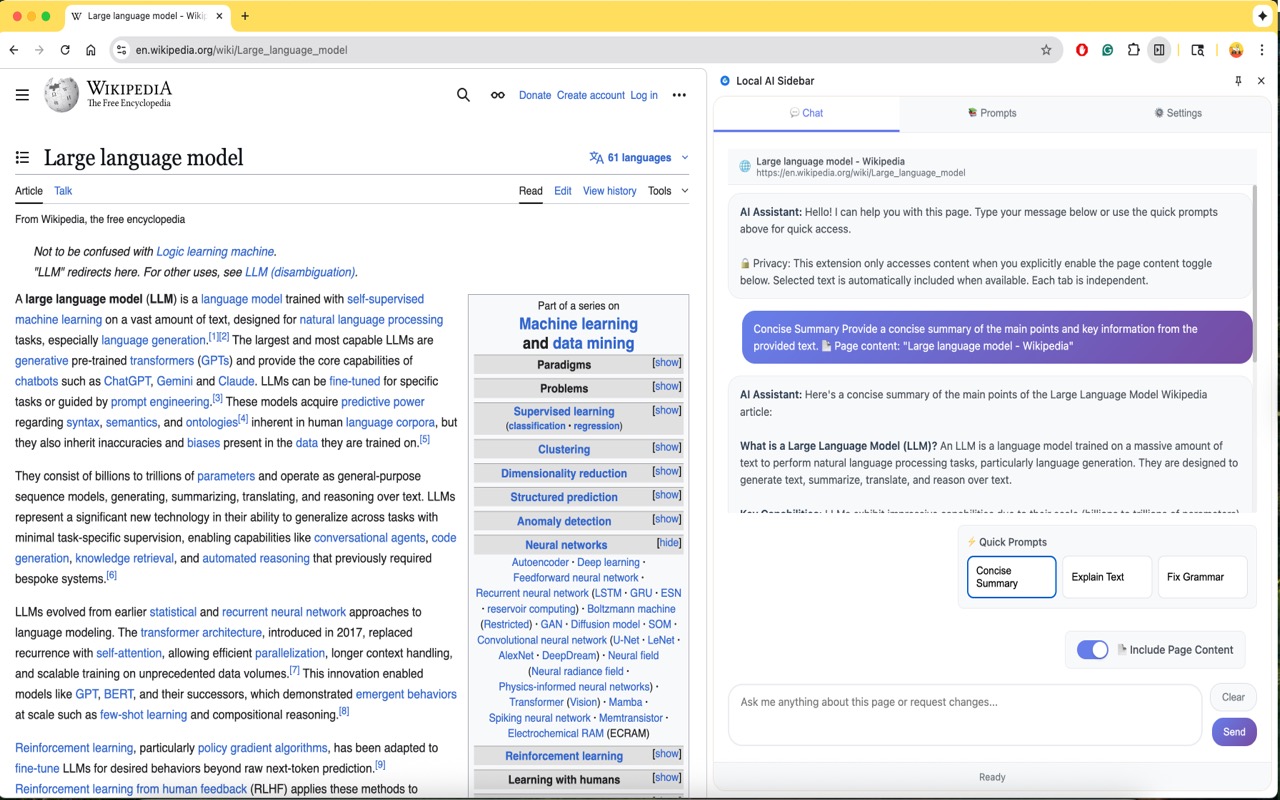 Large language model - Wiki
en.wikipedia.org/wiki/Large_language_model
WIKIPEDIA
The Free Encyclopedia
Donate Create account Log in
Large language model
61 languages
Article Talk Read Edit View history Tools
From Wikipedia, the free encyclopedia
Not to be confused with Logic learning machine.
"LLM" redirects here. For other uses, see LLM (disambiguation).
A large language model (LLM) is a language model trained with self-supervised
machine learning on a vast amount of text, designed for natural language processing
tasks, especially language generation.[1][2] The largest and most capable LLMs are
generative pre-trained transformers (GPTs) and provide the core capabilities of
chatbots such as ChatGPT, Gemini and Claude. LLMs can be fine-tuned for specific
tasks or guided by prompt engineering.[3] These models acquire predictive power
regarding syntax, semantics, and ontologies[4] inherent in human language corpora, but
they also inherit inaccuracies and biases present in the data they are trained on.[5]
They consist of billions to trillions of parameters and operate as general-purpose
sequence models, generating, summarizing, translating, and reasoning over text. LLMs
represent a significant new technology in their ability to generalize across tasks with
minimal task-specific supervision, enabling capabilities like conversational agents, code
generation, knowledge retrieval, and automated reasoning that previously required
bespoke systems.[6]
LLMs evolved from earlier statistical and recurrent neural network approaches to
language modeling. The transformer architecture, introduced in 2017, replaced
recurrence with self-attention, allowing efficient parallelization, longer context handling,
and scalable training on unprecedented data volumes.[7] This innovation enabled
models like GPT, BERT, and their successors, which demonstrated emergent behaviors
at scale such as few-shot learning and compositional reasoning.[8]
Reinforcement learning, particularly policy gradient algorithms, has been adapted to
fine-tune LLMs for desired behaviors beyond raw next-token prediction.[9]
Reinforcement learning from human feedback (RLHF) applies these methods to
Part of a series on
Machine learning
and data mining
Paradigms [show]
Problems [show]
Supervised learning [show]
(classification • regression)
Clustering [show]
Dimensionality reduction [show]
Structured prediction [show]
Anomaly detection [show]
Neural networks [hide]
Autoencoder · Deep learning ·
Feedforward neural network ·
Recurrent neural network (LSTM · GRU · ESN
· reservoir computing) · Boltzmann machine
(Restricted) · GAN · Diffusion model · SOM ·
Convolutional neural network (U-Net · LeNet ·
AlexNet · DeepDream) · Neural field
(Neural radiance field ·
Physics-informed neural networks) ·
Transformer (Vision) · Mamba ·
Spiking neural network · Memtransistor ·
Electrochemical RAM (ECRAM)
Reinforcement learning [show]
Learning with humans [show]
Local AI Sidebar
Chat Prompts Settings
Large language model - Wikipedia
https://en.wikipedia.org/wiki/Large_language_model
AI Assistant: Hello! I can help you with this page. Type your message below or use the quick prompts
above for quick access.
Privacy: This extension only accesses content when you explicitly enable the page content toggle
below. Selected text is automatically included when available. Each tab is independent.
Concise Summary Provide a concise summary of the main points and key information from the
provided text. Page content: "Large language model - Wikipedia"
AI Assistant: Here's a concise summary of the main points of the Large Language Model Wikipedia
article:
What is a Large Language Model (LLM)? An LLM is a language model trained on a massive amount of
text to perform natural language processing tasks, particularly language generation. They are designed to
generate text, summarize, translate, and reason over text.
Key Capabilities: LLMs exhibit impressive capabilities due to their scale (billions to trillions of parameters)
Quick Prompts
Concise
Summary
Explain Text
Fix Grammar
Include Page Content
Ask me anything about this page or request changes...
Clear
Send
Ready